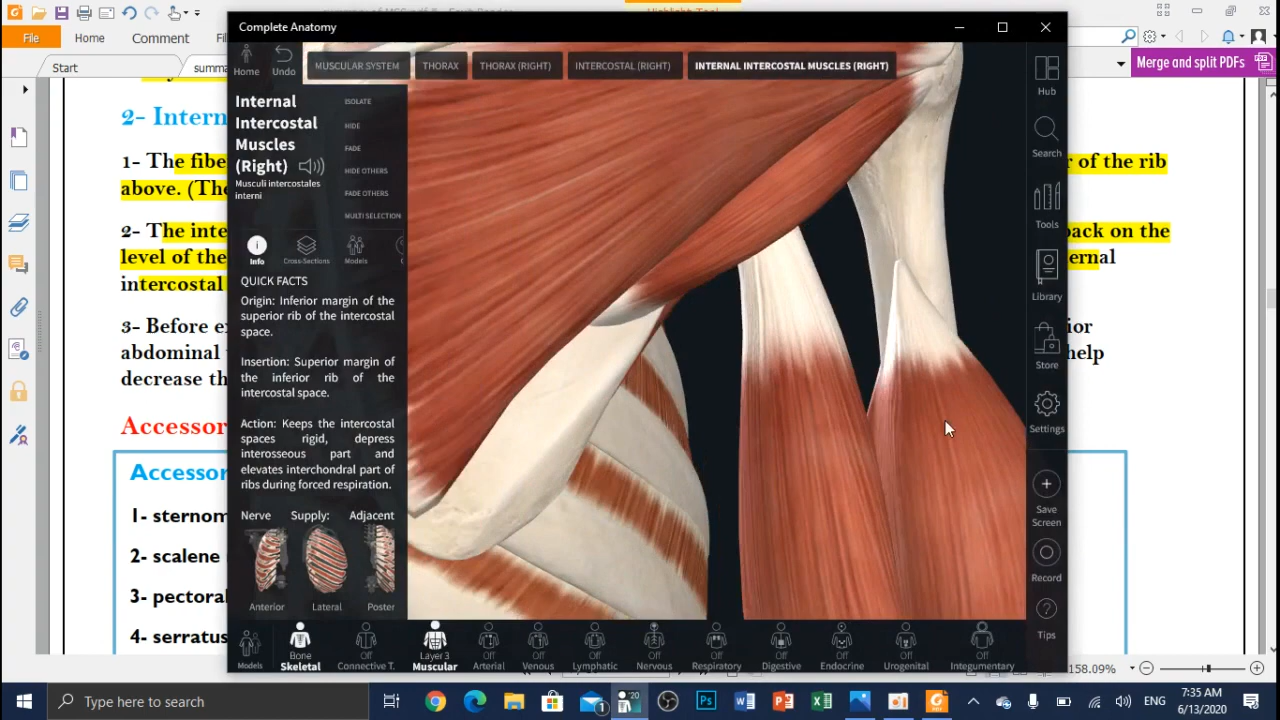 Highlight Tool
File
Home
Comment
Start
Merge and split PDFs
2- Intern
1- The fibe
r of the rib
above. (The
2- The inte
back on the
level of the
ernal
intercostal
3- Before e
ior
abdominal
help
decrease th
Accessor
Accessor
1- sternom
2- scalene
3- pectoral
4- serratus
158.09%
Complete Anatomy
Home
Undo
MUSCULAR SYSTEM
THORAX
THORAX (RIGHT)
INTERCOSTAL (RIGHT)
INTERNAL INTERCOSTAL MUSCLES (RIGHT)
Internal
Intercostal
Muscles
(Right)
Musculi intercostales
interni
ISOLATE
HIDE
FADE
HIDE OTHERS
FADE OTHERS
MULTI SELECTION
Info
Cross-Sections
Models
QUICK FACTS
Origin: Inferior margin of the
superior rib of the intercostal
space.
Insertion: Superior margin of
the inferior rib of the
intercostal space.
Action: Keeps the intercostal
spaces rigid, depress
interosseous part and
elevates interchondral part of
ribs during forced respiration.
Nerve Supply: Adjacent
Anterior
Lateral
Poster
Hub
Search
Tools
Library
Store
Settings
Save
Screen
Record
Tips
Models
Bone
Skeletal
Off
Connective T.
Layer 3
Muscular
Off
Arterial
Off
Venous
Off
Lymphatic
Off
Nervous
Off
Respiratory
Off
Digestive
Off
Endocrine
Off
Urogenital
Off
Integumentary
Type here to search
ENG
7:35 AM
6/13/2020